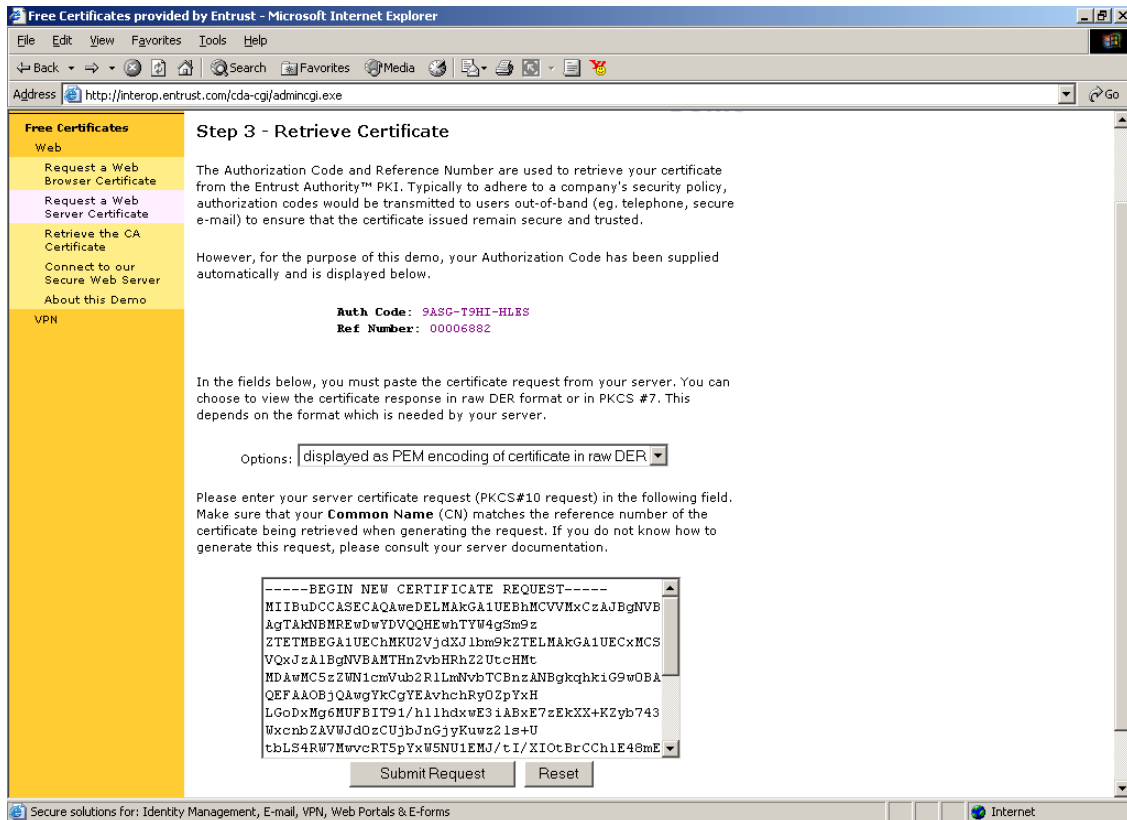 Free Certificates provided by Entrust - Microsoft Internet Explorer
File Edit View Favorites Tools Help
Back Search Favorites Media
Address http://interop.entrust.com/cda-cgi/admincgi.exe Go
Free Certificates
Web
Request a Web
Browser Certificate
Request a Web
Server Certificate
Retrieve the CA
Certificate
Connect to our
Secure Web Server
About this Demo
VPN
Step 3 - Retrieve Certificate
The Authorization Code and Reference Number are used to retrieve your certificate
from the Entrust Authority™ PKI. Typically to adhere to a company's security policy,
authorization codes would be transmitted to users out-of-band (eg. telephone, secure
e-mail) to ensure that the certificate issued remain secure and trusted.
However, for the purpose of this demo, your Authorization Code has been supplied
automatically and is displayed below.
Auth Code: 9ASG-T9HI-HLES
Ref Number: 00006882
In the fields below, you must paste the certificate request from your server. You can
choose to view the certificate response in raw DER format or in PKCS #7. This
depends on the format which is needed by your server.
Options: displayed as PEM encoding of certificate in raw DER
Please enter your server certificate request (PKCS#10 request) in the following field.
Make sure that your Common Name (CN) matches the reference number of the
certificate being retrieved when generating the request. If you do not know how to
generate this request, please consult your server documentation.
-----BEGIN NEW CERTIFICATE REQUEST-----
MIIBuDCCASECAQAweDELMAkGA1UEBhMCVVMxCzAJBgNVB
AgTAkNBMREwDwYDVQQHEwhTYW4gSm9z
ZTETMBEGA1UEChMKU2VjdXJlbm9kZTELMAkGA1UECxMCS
VQxJzAlBgNVBAMTHnZvbHRhZ2UtcHMt
MDAwMC5zZWN1cmVub2RlLmNvbTCBnzANBgkqhkiG9w0BA
QEFAAOBjQAwgYkCgYEAvhchRyOZpYxH
LGoDxMg6MUFBIT91/hllhdxwE3iABxE7zEkXX+KZyb743
WxcnbZAVWJdOzCUjbJnGjyKuwz2ls+U
tbLS4RW7MwvcRT5pYxW5NU1EMJ/tI/XIOtBrCChlE48mE
Submit Request Reset
Secure solutions for: Identity Management, E-mail, VPN, Web Portals & E-forms Internet